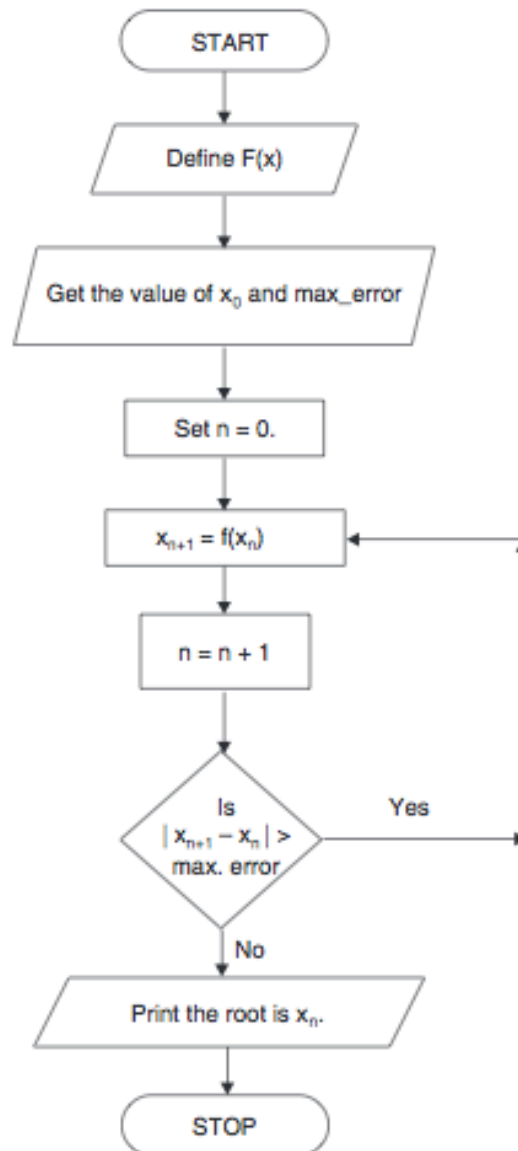 START
Define F(x)
Get the value of x₀ and max_error
Set n = 0.
xₙ₊₁ = f(xₙ)
n = n + 1
Is
| xₙ₊₁ – xₙ | >
max. error
Yes
No
Print the root is xₙ.
STOP